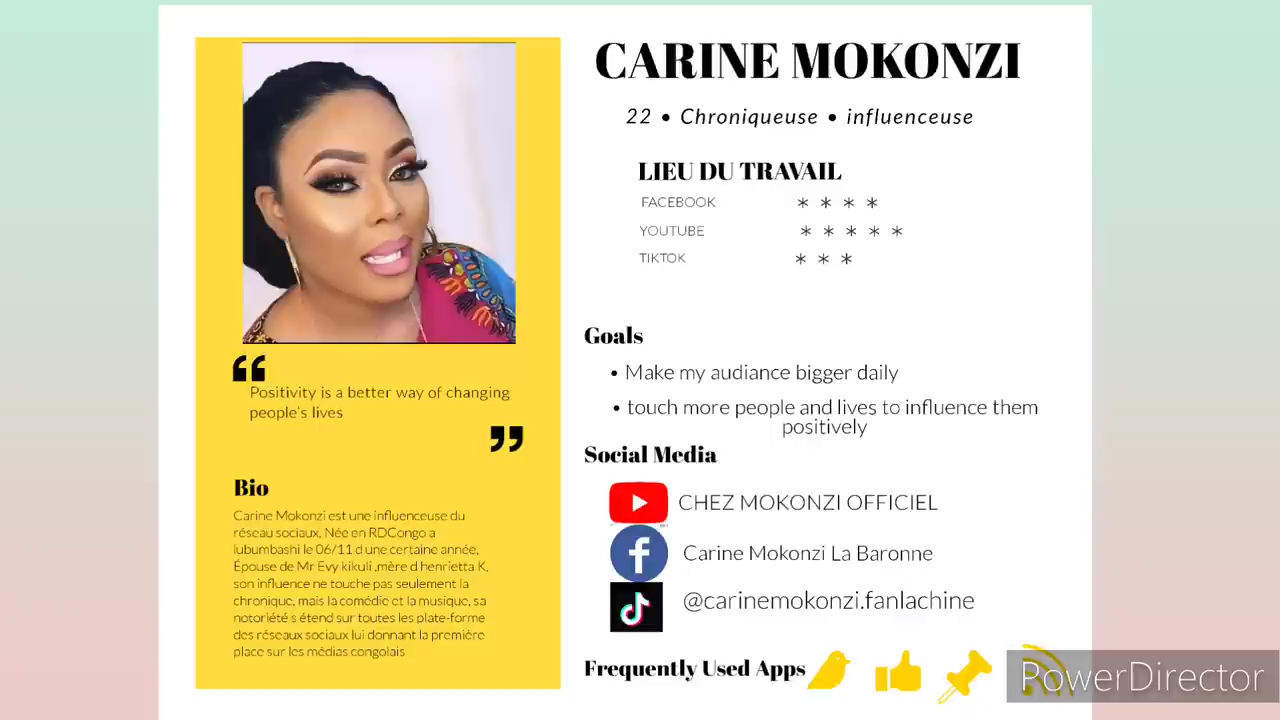 CARINE MOKONZI
22 • Chroniqueuse • influenceuse
LIEU DU TRAVAIL
FACEBOOK * * * *
YOUTUBE * * * * *
TIKTOK * * *
Goals
• Make my audiance bigger daily
• touch more people and lives to influence them
positively
Social Media
CHEZ MOKONZI OFFICIEL
Carine Mokonzi La Baronne
@carinemokonzi.fanlachine
Frequently Used Apps
“
Positivity is a better way of changing
people's lives
”
Bio
Carine Mokonzi est une influenceuse du
réseau sociaux, Née en RDCongo a
lubumbashi le 06/11 d une certaine année,
Épouse de Mr Evy kikuli ,mère d henrietta K,
son influence ne touche pas seulement la
chronique, mais la comédie et la musique, sa
notoriété s étend sur toutes les plate-forme
des réseaux sociaux lui donnant la première
place sur les médias congolais
PowerDirector